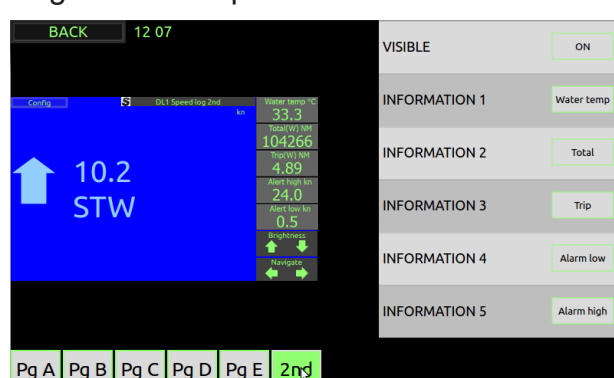 BACK 12 07
Config
S DL1 Speed log 2nd
kn
10.2
STW
Water temp °C
33.3
Total(W) NM
104266
Trip(W) NM
4.89
Alert high kn
24.0
Alert low kn
0.5
Brightness
Navigate
Pg A Pg B Pg C Pg D Pg E 2nd
VISIBLE ON
INFORMATION 1 Water temp
INFORMATION 2 Total
INFORMATION 3 Trip
INFORMATION 4 Alarm low
INFORMATION 5 Alarm high